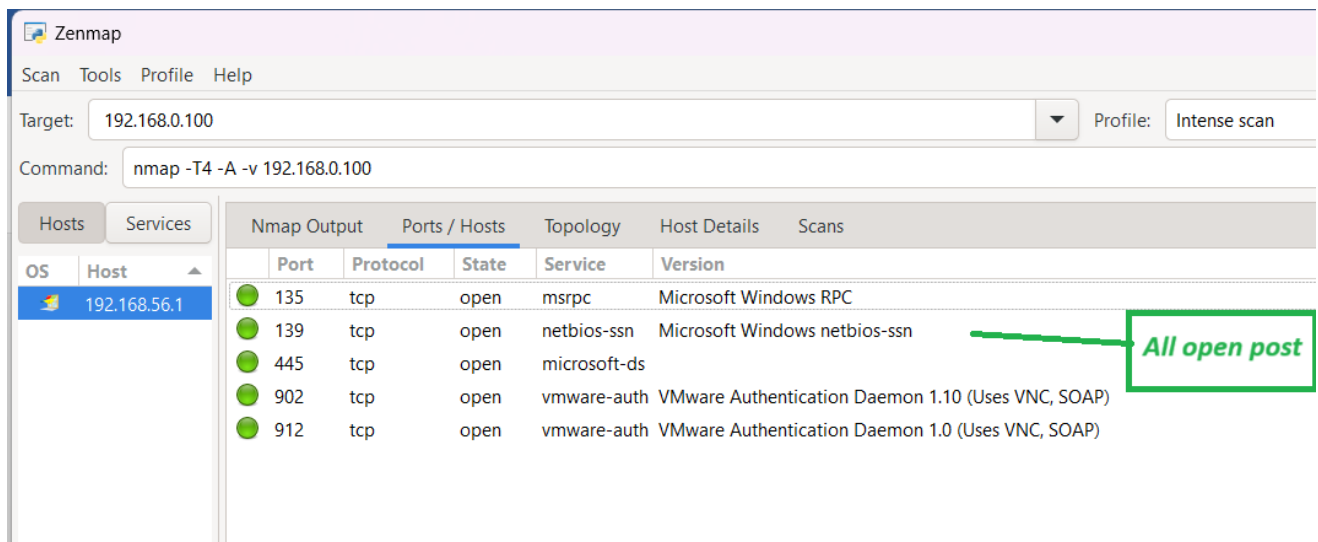 Zenmap
Scan Tools Profile Help
Target: 192.168.0.100 Profile: Intense scan
Command: nmap -T4 -A -v 192.168.0.100
Hosts Services Nmap Output Ports / Hosts Topology Host Details Scans
OS Host Port Protocol State Service Version
192.168.56.1 135 tcp open msrpc Microsoft Windows RPC
139 tcp open netbios-ssn Microsoft Windows netbios-ssn
All open post
445 tcp open microsoft-ds
902 tcp open vmware-auth VMware Authentication Daemon 1.10 (Uses VNC, SOAP)
912 tcp open vmware-auth VMware Authentication Daemon 1.0 (Uses VNC, SOAP)